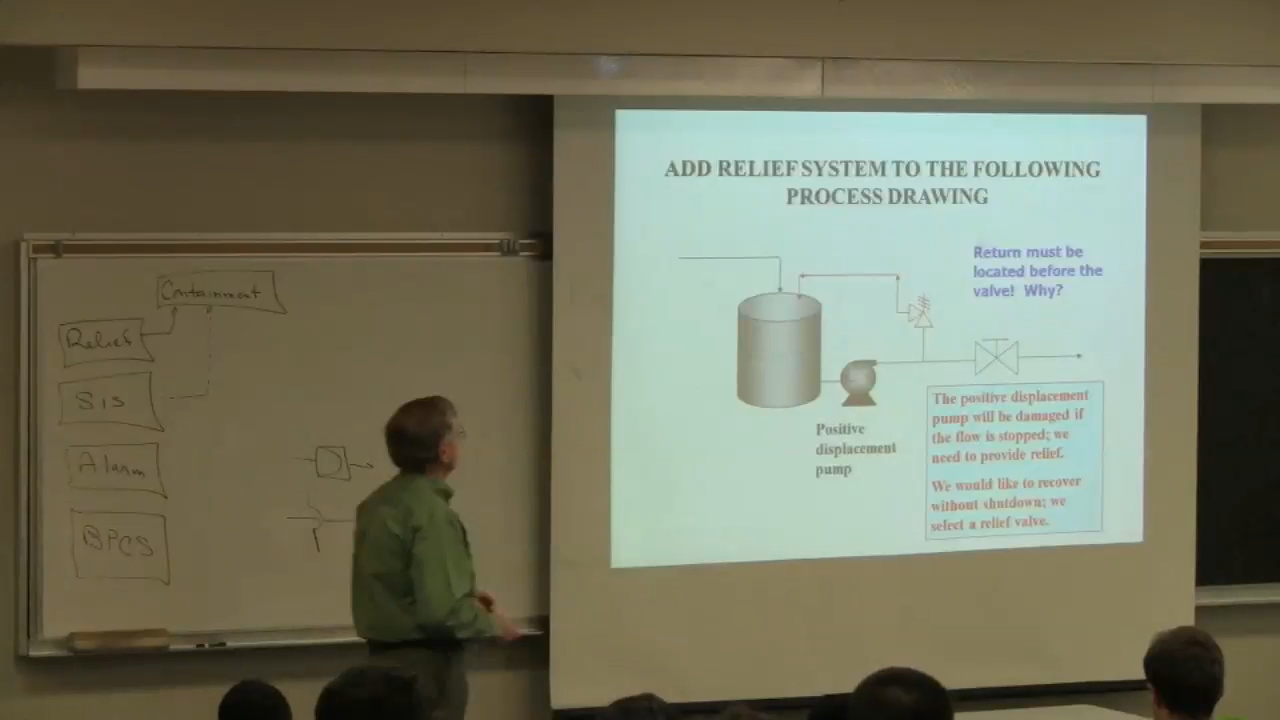 Containment
Relief
SIS
Alarm
BPCS
ADD RELIEF SYSTEM TO THE FOLLOWING
PROCESS DRAWING
Return must be
located before the
valve! Why?
Positive
displacement
pump
The positive displacement
pump will be damaged if
the flow is stopped; we
need to provide relief.
We would like to recover
without shutdown; we
select a relief valve.